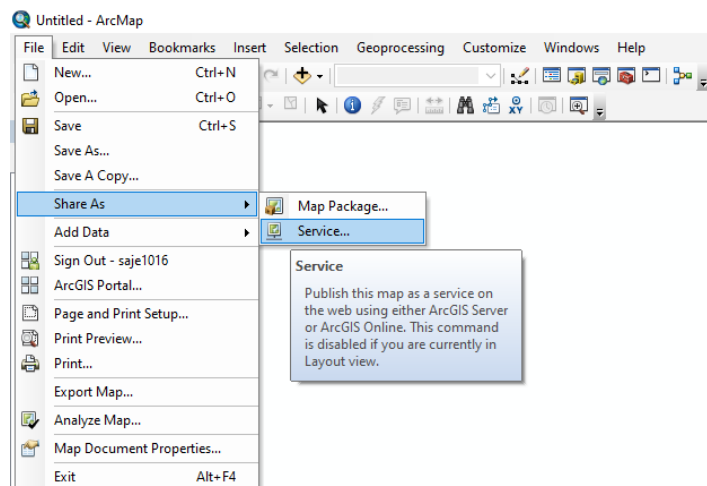 Untitled - ArcMap
File Edit View Bookmarks Insert Selection Geoprocessing Customize Windows Help
New... Ctrl+N
Open... Ctrl+O
Save Ctrl+S
Save As...
Save A Copy...
Share As
Map Package...
Add Data
Service...
Sign Out - saje1016
ArcGIS Portal...
Page and Print Setup...
Print Preview...
Print...
Export Map...
Analyze Map...
Map Document Properties...
Exit Alt+F4
Service
Publish this map as a service on
the web using either ArcGIS Server
or ArcGIS Online. This command
is disabled if you are currently in
Layout view.
XY